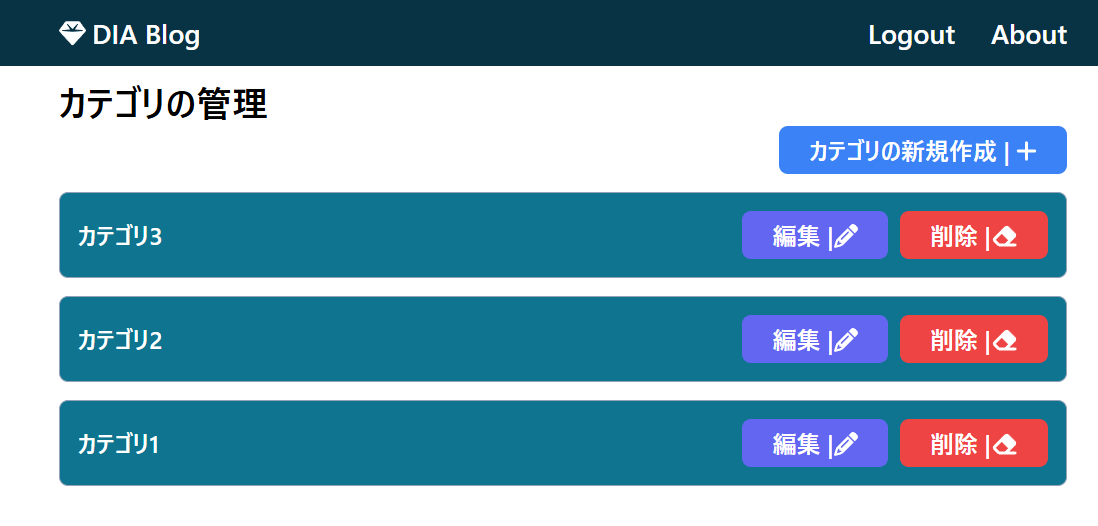 DIA Blog Logout About
カテゴリの管理
カテゴリの新規作成 |
カテゴリ3 編集 | 削除 |
カテゴリ2 編集 | 削除 |
カテゴリ1 編集 | 削除 |